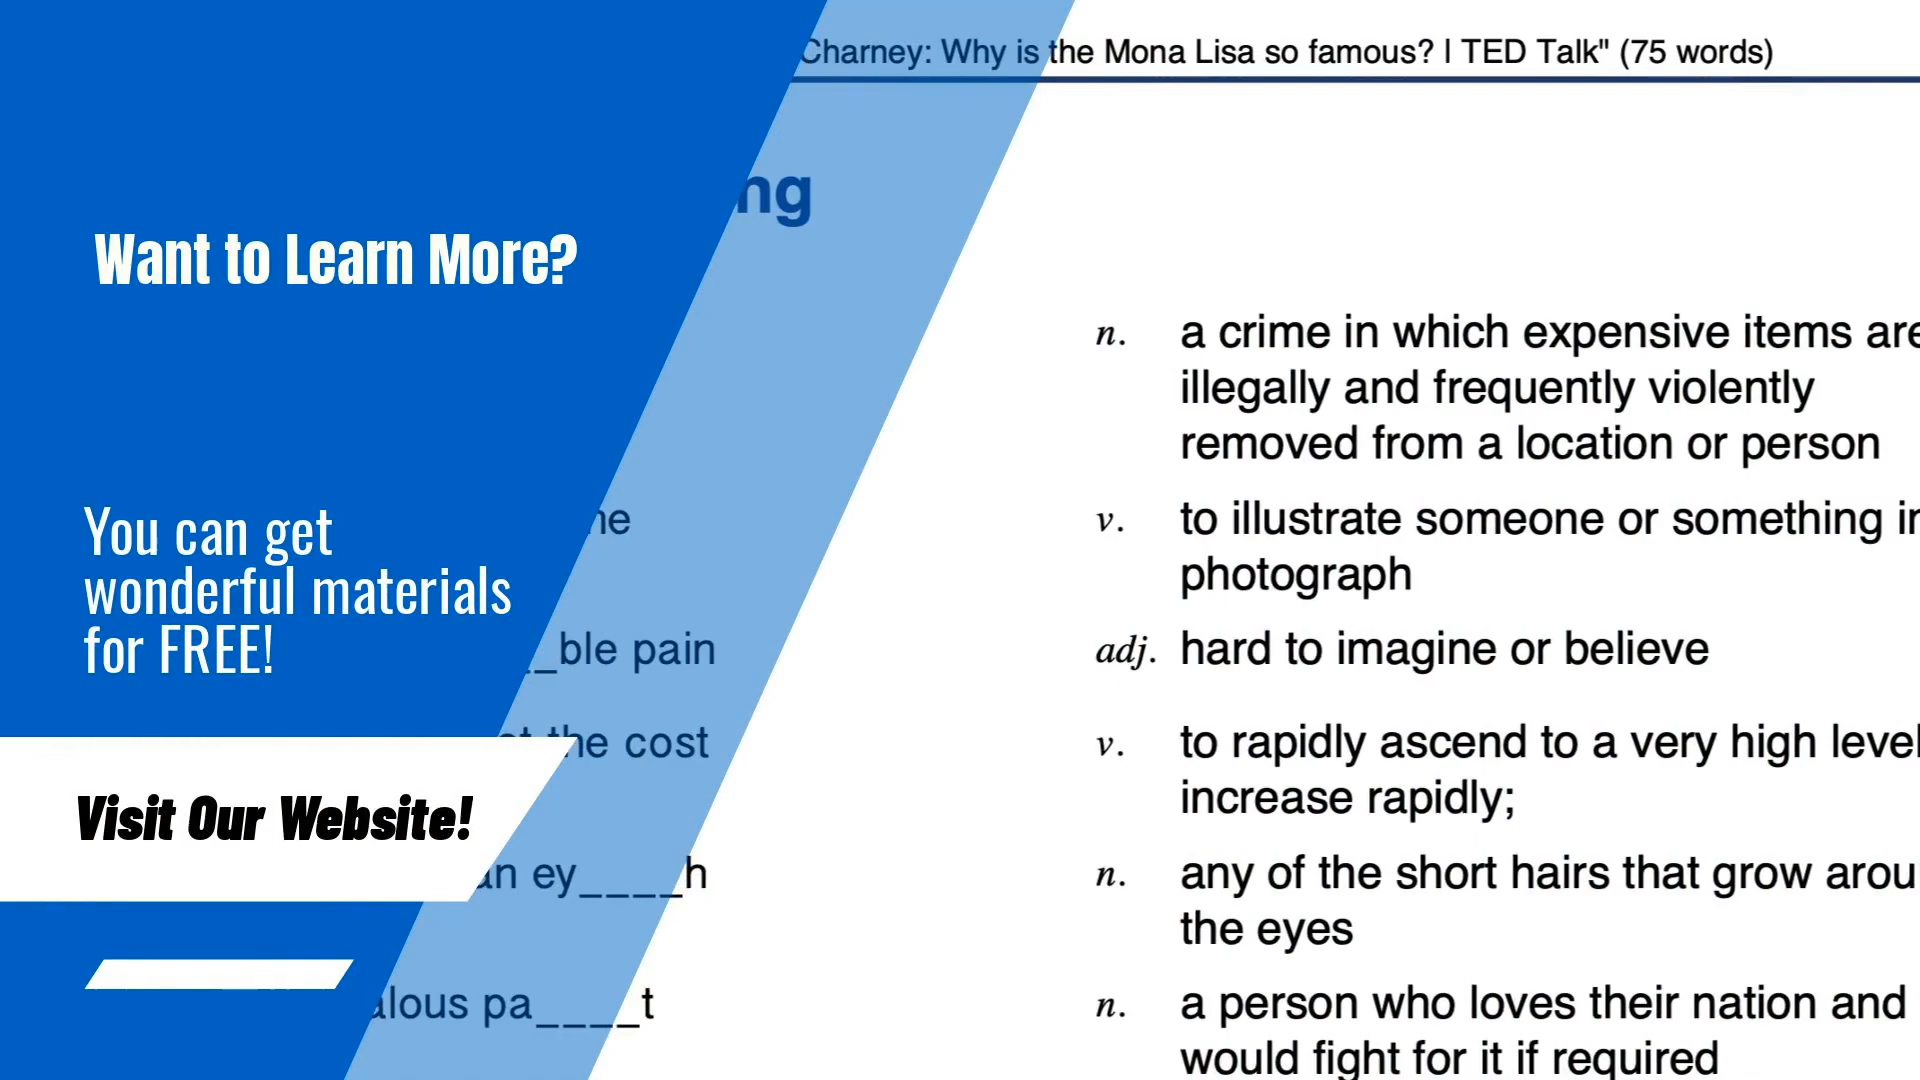 Charney: Why is the Mona Lisa so famous? | TED Talk" (75 words)
ng
Want to Learn More?
You can get
wonderful materials
for FREE!
Visit Our Website!
n. a crime in which expensive items are
illegally and frequently violently
removed from a location or person
v. to illustrate someone or something in
photograph
_ble pain
adj. hard to imagine or believe
the cost
v. to rapidly ascend to a very high level
increase rapidly;
an ey____h
n. any of the short hairs that grow arou
the eyes
alous pa____t
n. a person who loves their nation and
would fight for it if required